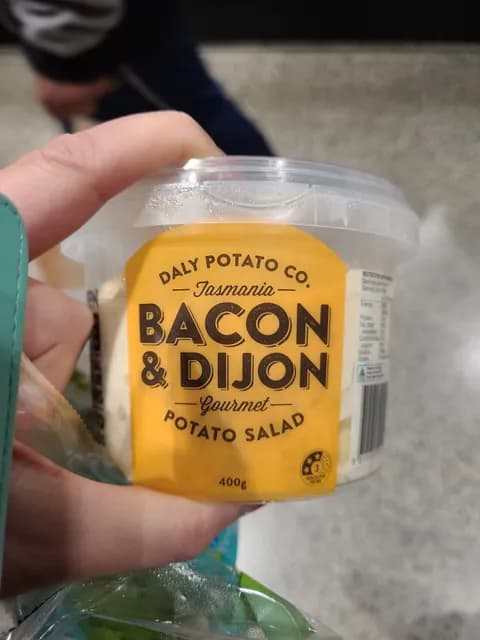 DALY POTATO CO.
Tasmania
BACON
& DIJON
Gourmet
POTATO SALAD
400g